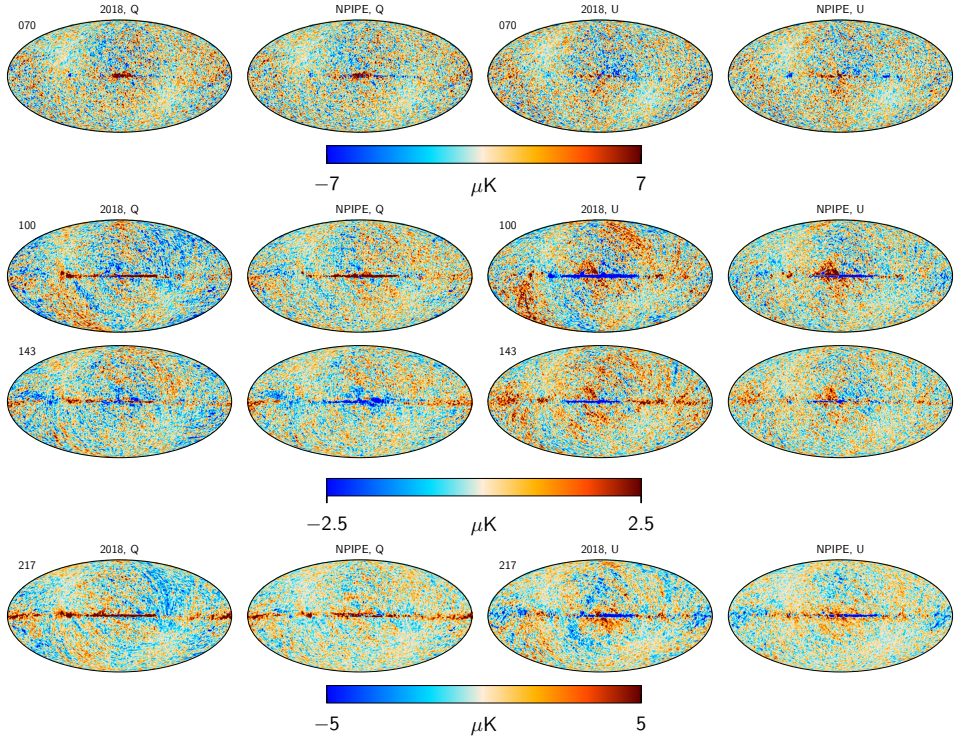 2018, Q NPIPE, Q 2018, U NPIPE, U
070 070
−7 μK 7
2018, Q NPIPE, Q 2018, U NPIPE, U
100 100
143 143
−2.5 μK 2.5
2018, Q NPIPE, Q 2018, U NPIPE, U
217 217
−5 μK 5